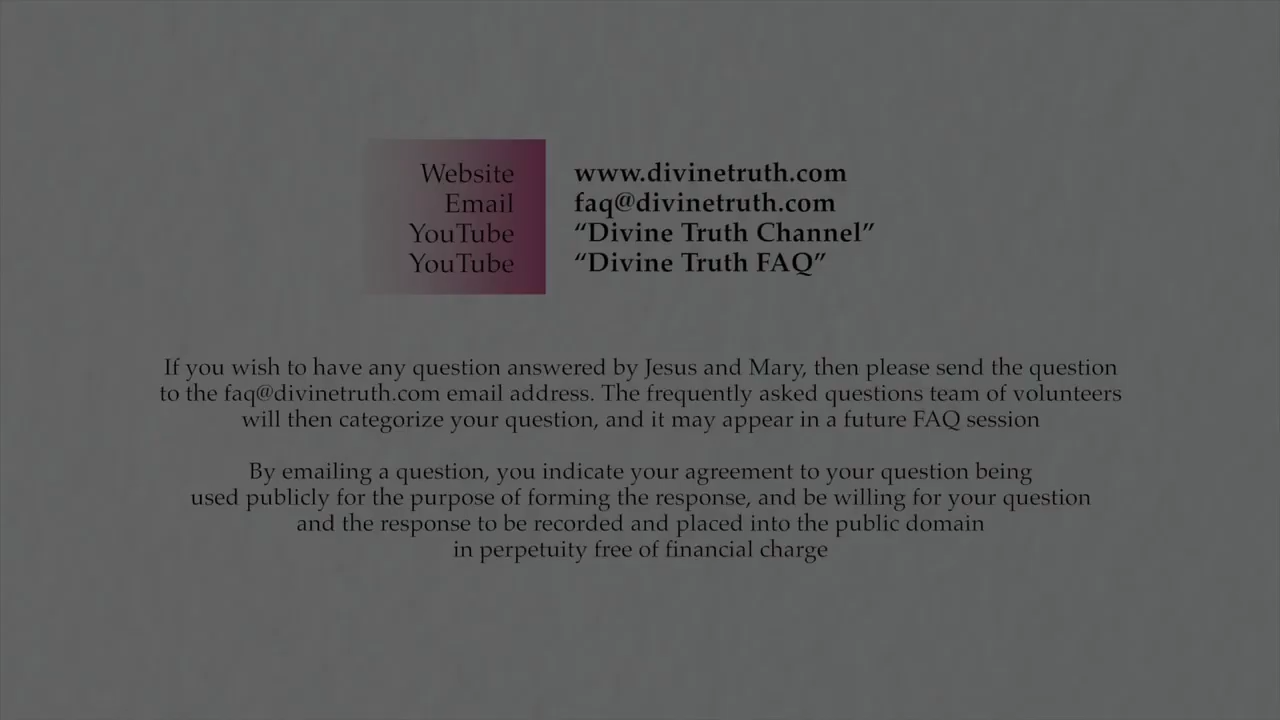 Website www.divinetruth.com
Email faq@divinetruth.com
YouTube “Divine Truth Channel”
YouTube “Divine Truth FAQ”
If you wish to have any question answered by Jesus and Mary, then please send the question
to the faq@divinetruth.com email address. The frequently asked questions team of volunteers
will then categorize your question, and it may appear in a future FAQ session
By emailing a question, you indicate your agreement to your question being
used publicly for the purpose of forming the response, and be willing for your question
and the response to be recorded and placed into the public domain
in perpetuity free of financial charge